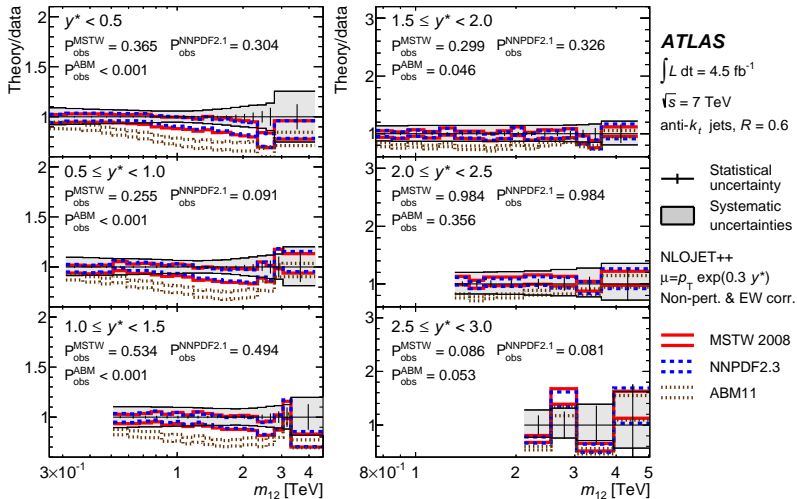 Theory/data
y* < 0.5
P_obs^MSTW = 0.365 P_obs^NNPDF2.1 = 0.304
P_obs^ABM < 0.001
2
1.5
1
0.5 ≤ y* < 1.0
P_obs^MSTW = 0.255 P_obs^NNPDF2.1 = 0.091
P_obs^ABM < 0.001
2
1.5
1
1.0 ≤ y* < 1.5
P_obs^MSTW = 0.534 P_obs^NNPDF2.1 = 0.494
P_obs^ABM < 0.001
2
1.5
1
3×10⁻¹ 1 2 3 4
m₁₂ [TeV]
Theory/data
1.5 ≤ y* < 2.0
P_obs^MSTW = 0.299 P_obs^NNPDF2.1 = 0.326
P_obs^ABM = 0.046
3
2
1
2.0 ≤ y* < 2.5
P_obs^MSTW = 0.984 P_obs^NNPDF2.1 = 0.984
P_obs^ABM = 0.356
3
2
1
2.5 ≤ y* < 3.0
P_obs^MSTW = 0.086 P_obs^NNPDF2.1 = 0.081
P_obs^ABM = 0.053
3
2
1
8×10⁻¹ 1 2 3 4 5
m₁₂ [TeV]
ATLAS
∫L dt = 4.5 fb⁻¹
√s = 7 TeV
anti-k_t jets, R = 0.6
Statistical
uncertainty
Systematic
uncertainties
NLOJET++
μ=p_T exp(0.3 y*)
Non-pert. & EW corr.
MSTW 2008
NNPDF2.3
ABM11